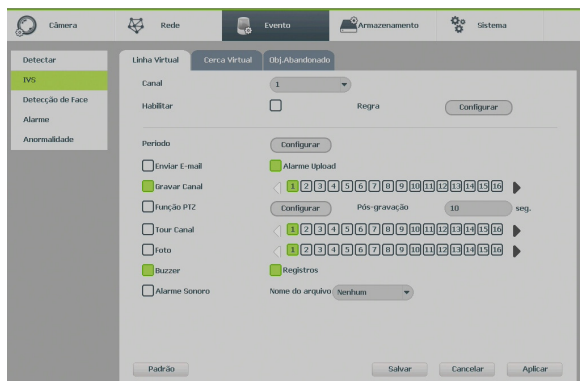 Câmera Rede Evento Armazenamento Sistema
Detectar
IVS
Detecção de Face
Alarme
Anormalidade
Linha Virtual Cerca Virtual Obj.Abandonado
Canal 1
Habilitar Regra Configurar
Período Configurar
Enviar E-mail Alarme Upload
Gravar Canal 1 2 3 4 5 6 7 8 9 10 11 12 13 14 15 16
Função PTZ Configurar Pós-gravação 10 seg.
Tour Canal 1 2 3 4 5 6 7 8 9 10 11 12 13 14 15 16
Foto 1 2 3 4 5 6 7 8 9 10 11 12 13 14 15 16
Buzzer Registros
Alarme Sonoro Nome do arquivo Nenhum
Padrão Salvar Cancelar Aplicar